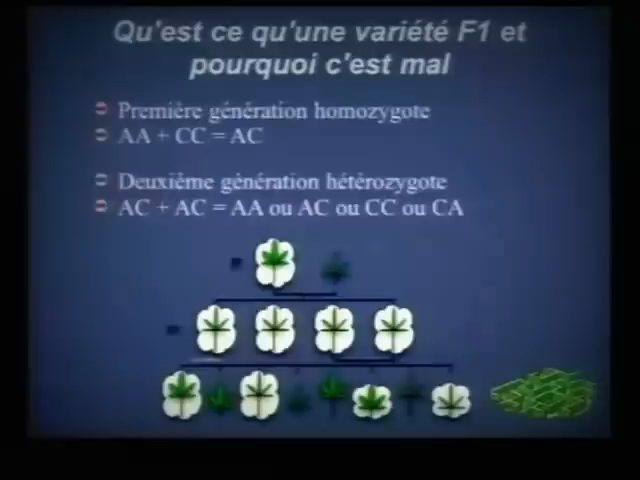 Qu'est ce qu'une variété F1 et
pourquoi c'est mal
Première génération homozygote
AA + CC = AC
Deuxième génération hétérozygote
AC + AC = AA ou AC ou CC ou CA